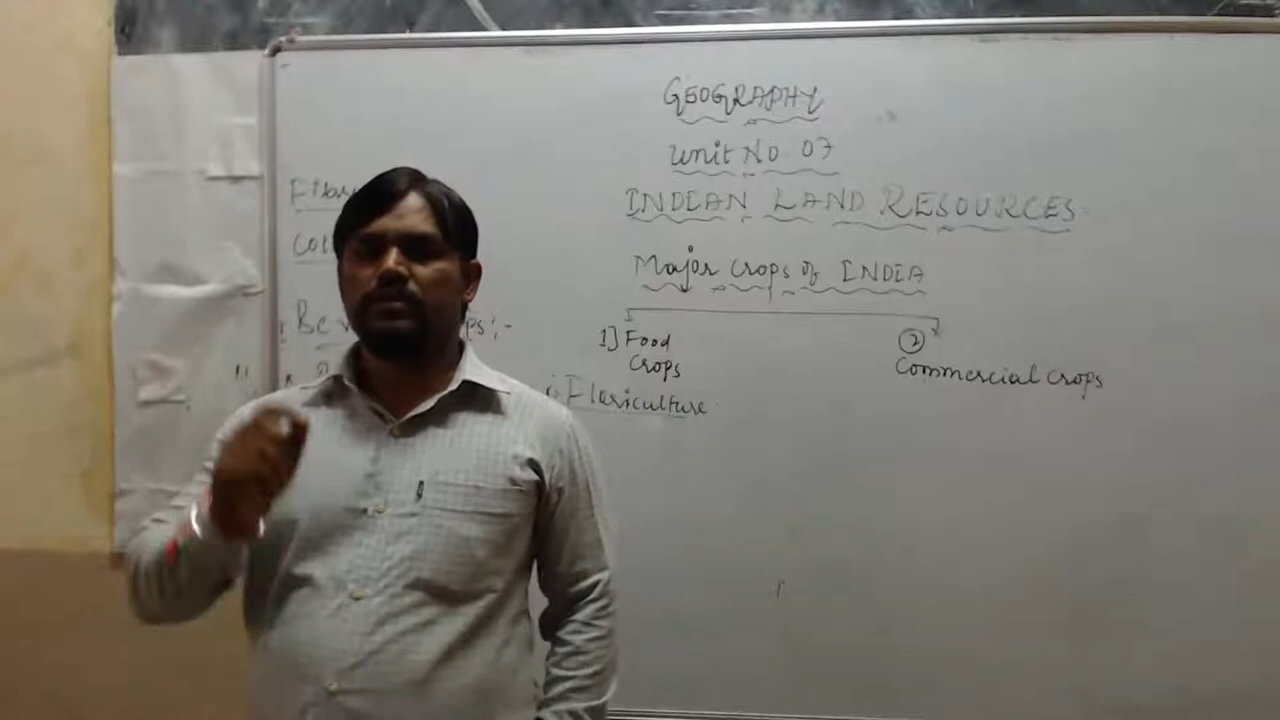 GEOGRAPHY
Unit No 07
INDIAN LAND RESOURCES
Major crops of INDIA
1] Food
Crops
②
Commercial crops
Floriculture